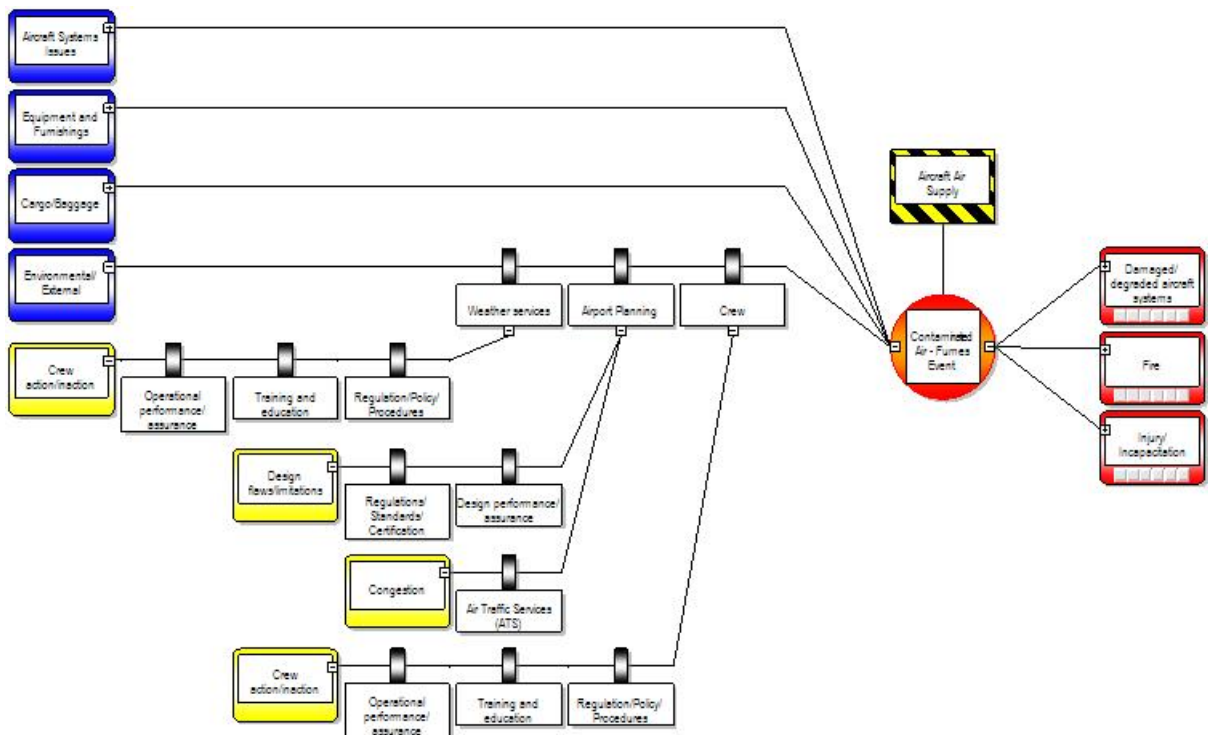 Aircraft Systems
Issues
Equipment and
Furnishings
Cargo/Baggage
Environmental/
External
Aircraft Air
Supply
Weather services
Airport Planning
Crew
Contaminated
Air - Fumes
Event
Damaged/
degraded aircraft
systems
Fire
Injury/
Incapacitation
Crew
action/inaction
Operational
performance/
assurance
Training and
education
Regulation/Policy/
Procedures
Design
flaws/limitations
Regulations/
Standards/
Certification
Design performance/
assurance
Congestion
Air Traffic Services
(ATS)
Crew
action/inaction
Operational
performance/
assurance
Training and
education
Regulation/Policy/
Procedures